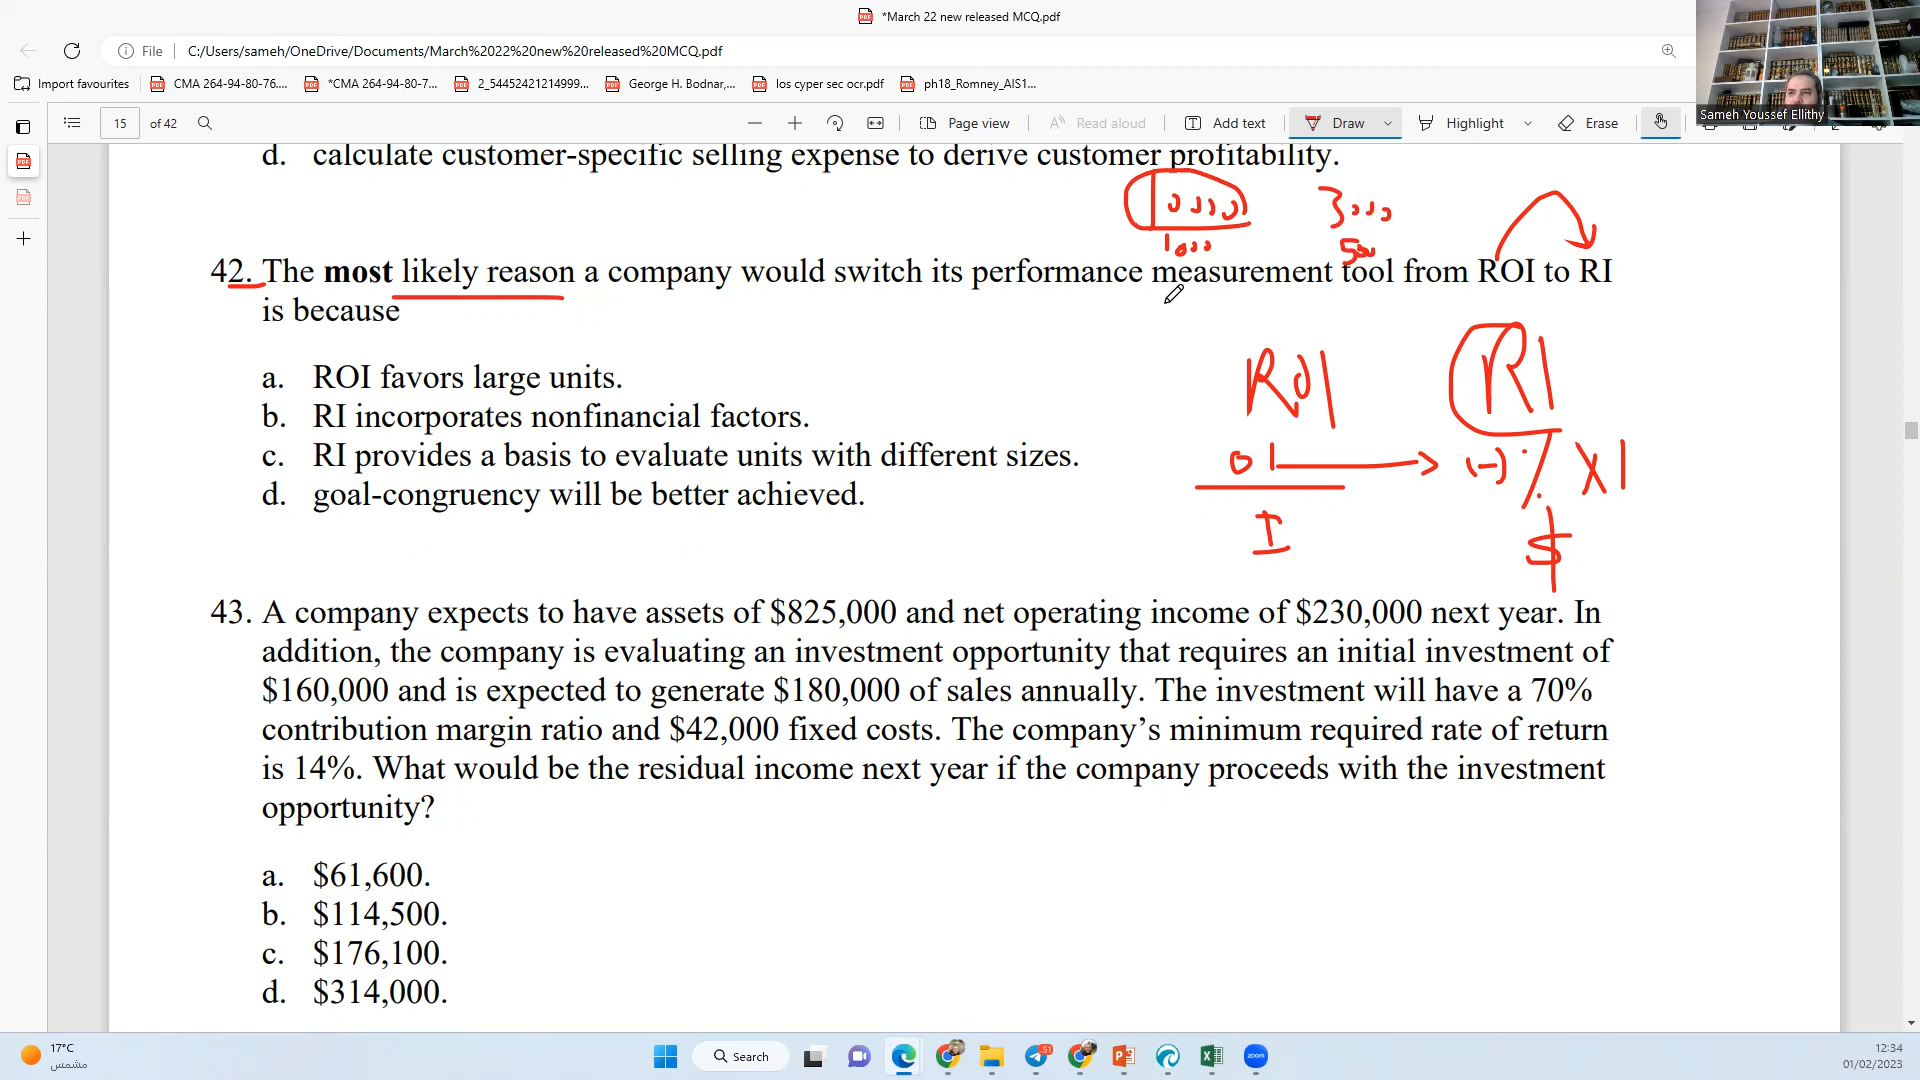 *March 22 new released MCQ.pdf
File C:/Users/sameh/OneDrive/Documents/March%2022%20new%20released%20MCQ.pdf
Import favourites CMA 264-94-80-76.... *CMA 264-94-80-7... 2_54452421214999... George H. Bodnar,... los cyper sec ocr.pdf ph18_Romney_AIS1...
Sameh Youssef Ellithy
15 of 42 Page view Read aloud Add text Draw Highlight Erase
d. calculate customer-specific selling expense to derive customer profitability.
1000
500
42. The most likely reason a company would switch its performance measurement tool from ROI to RI
is because
a. ROI favors large units.
b. RI incorporates nonfinancial factors.
c. RI provides a basis to evaluate units with different sizes.
d. goal-congruency will be better achieved.
ROI RI
OI (-) % X I
I $
43. A company expects to have assets of $825,000 and net operating income of $230,000 next year. In
addition, the company is evaluating an investment opportunity that requires an initial investment of
$160,000 and is expected to generate $180,000 of sales annually. The investment will have a 70%
contribution margin ratio and $42,000 fixed costs. The company's minimum required rate of return
is 14%. What would be the residual income next year if the company proceeds with the investment
opportunity?
a. $61,600.
b. $114,500.
c. $176,100.
d. $314,000.
17°C
مشمس
Search
51
zoom
12:34
01/02/2023